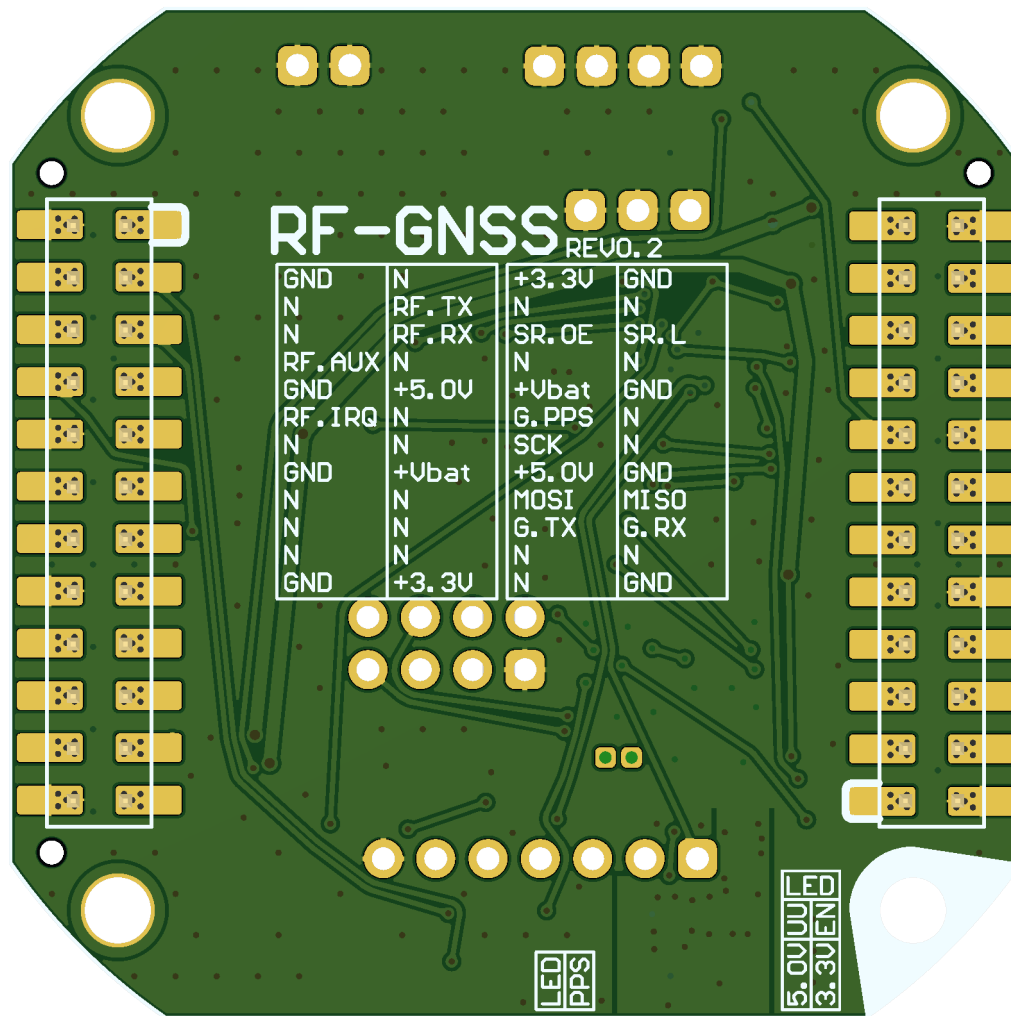 RF-GNSS
REV0.2
GND N +3.3V GND
N RF.TX N N
N RF.RX SR.OE SR.L
RF.AUX N N N
GND +5.0V +Vbat GND
RF.IRQ N G.PPS N
N N SCK N
GND +Vbat +5.0V GND
N N MOSI MISO
N N G.TX G.RX
N N N N
GND +3.3V N GND
LED
5.0V UU
3.3V EN
LED
PPS